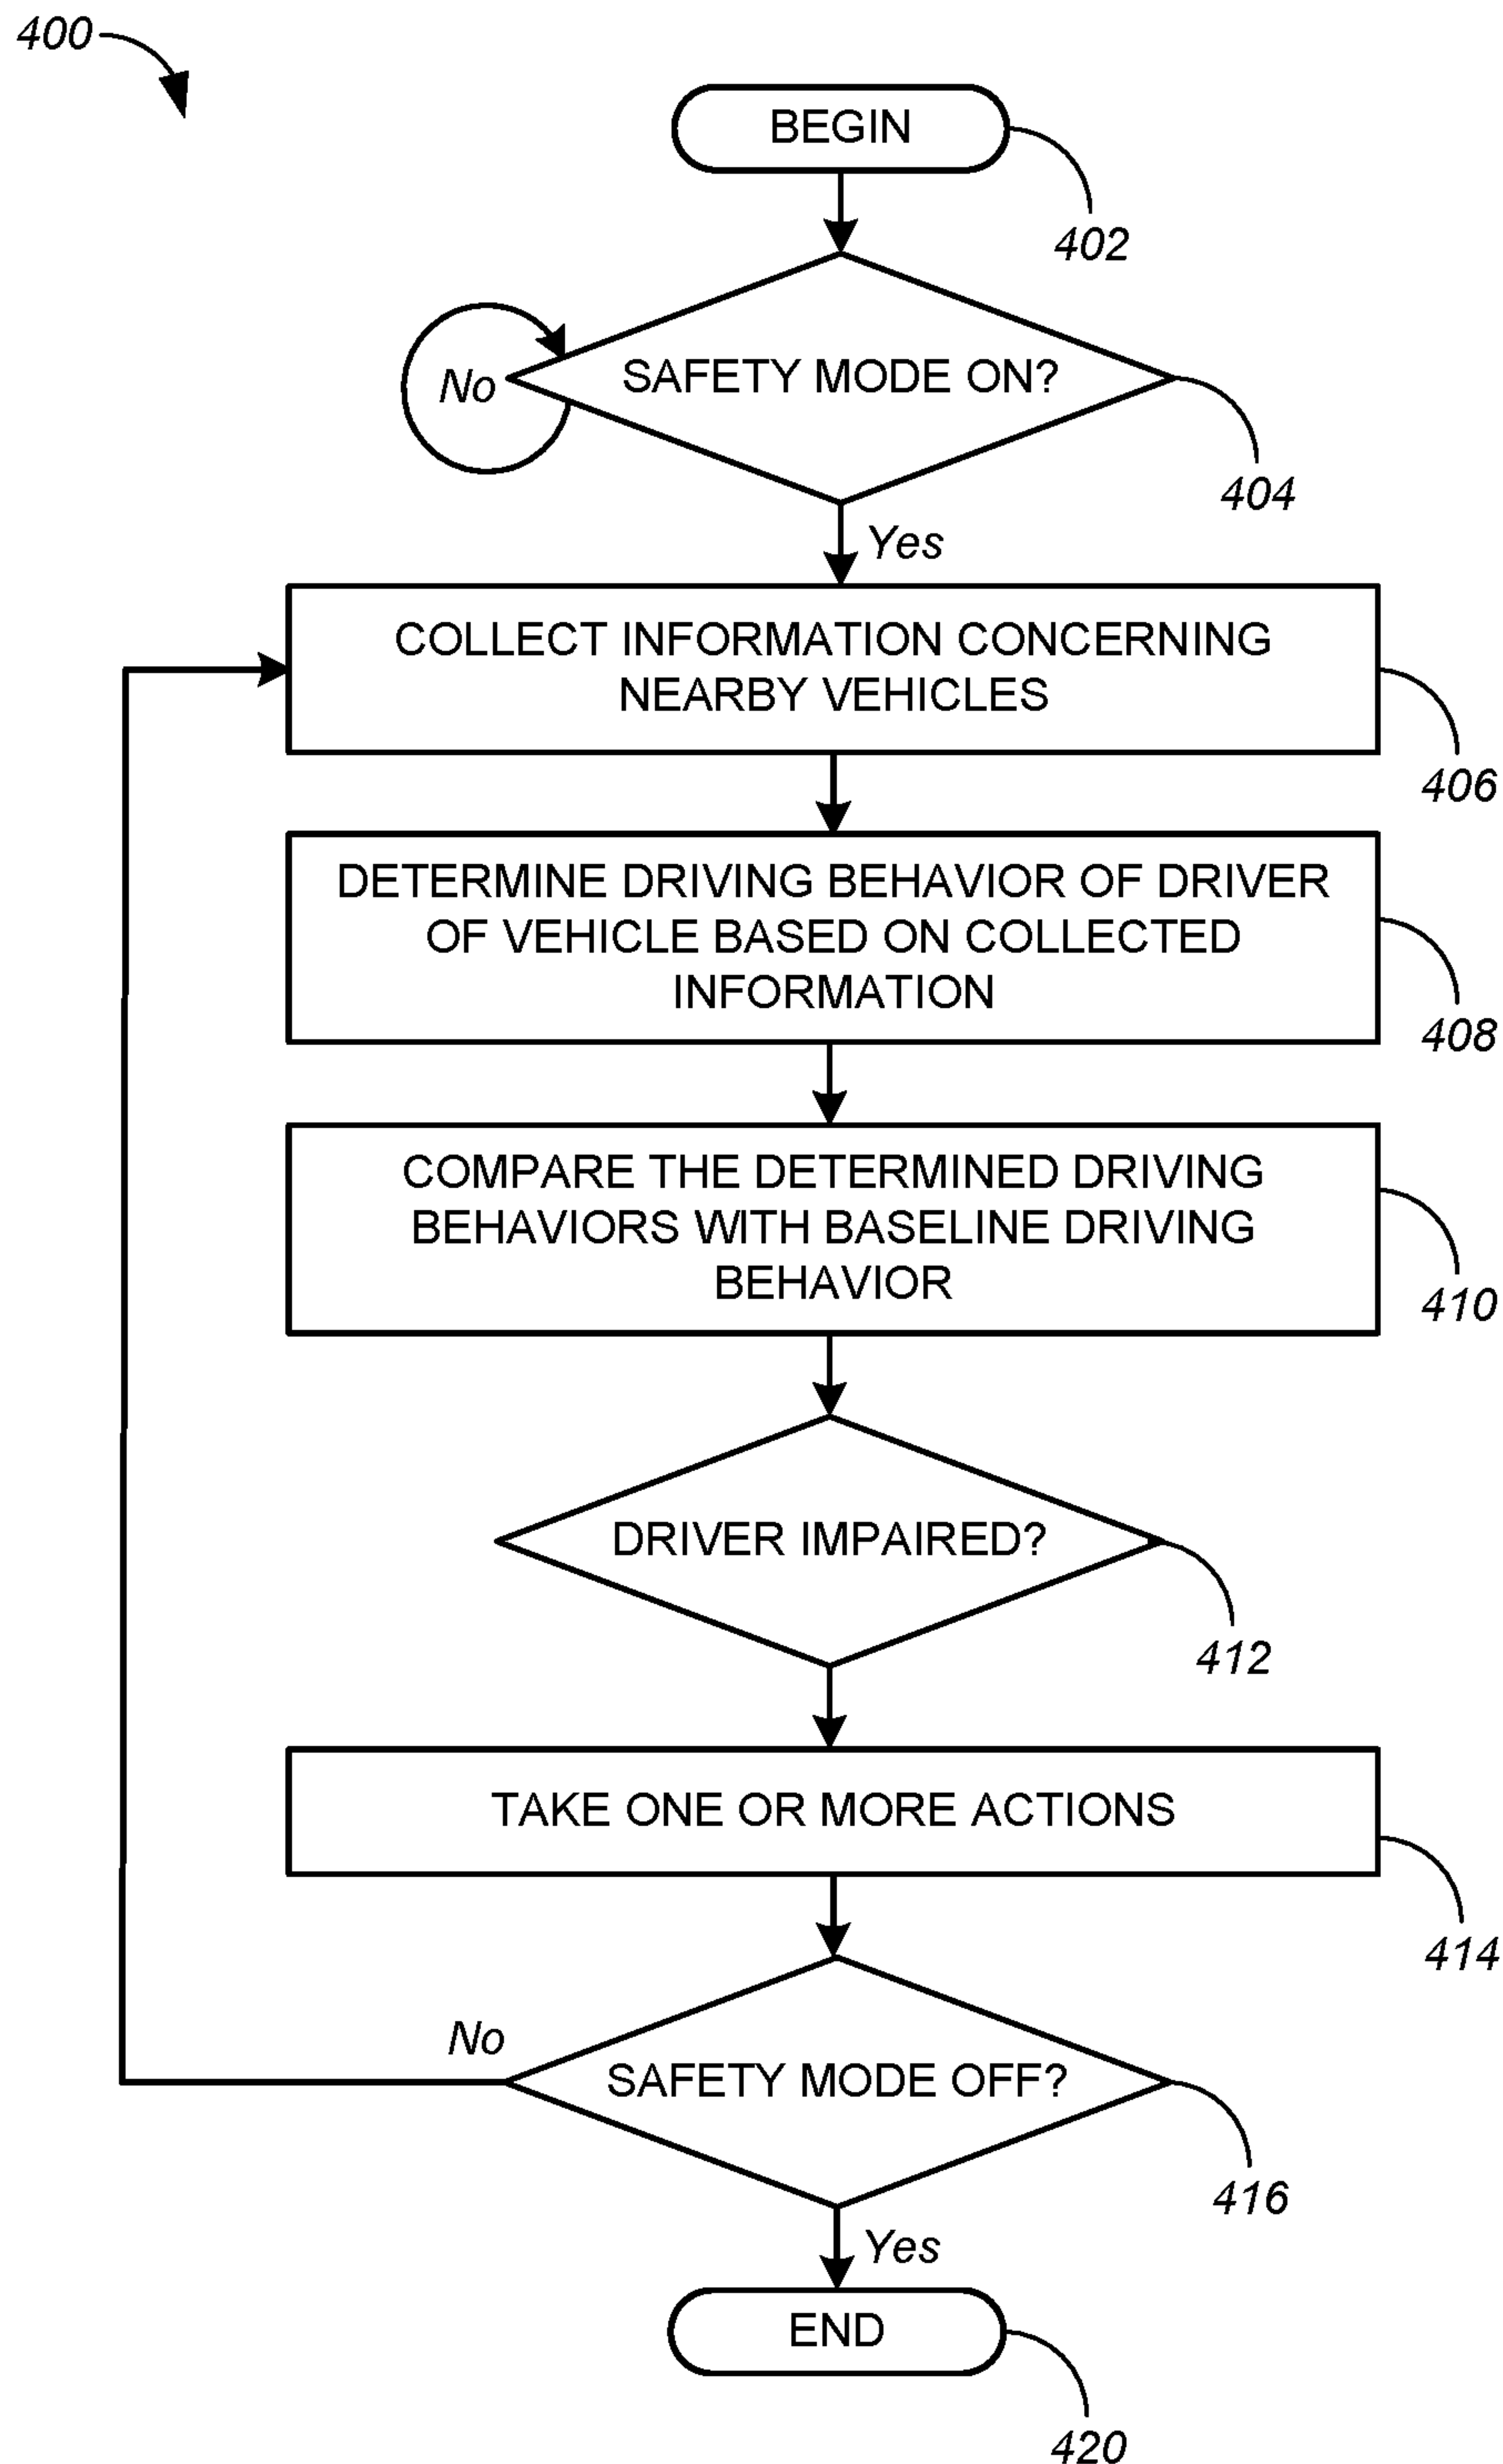 400
BEGIN
402
SAFETY MODE ON?
No
404
Yes
COLLECT INFORMATION CONCERNING
NEARBY VEHICLES
406
DETERMINE DRIVING BEHAVIOR OF DRIVER
OF VEHICLE BASED ON COLLECTED
INFORMATION
408
COMPARE THE DETERMINED DRIVING
BEHAVIORS WITH BASELINE DRIVING
BEHAVIOR
410
DRIVER IMPAIRED?
412
TAKE ONE OR MORE ACTIONS
414
No
SAFETY MODE OFF?
416
Yes
END
420